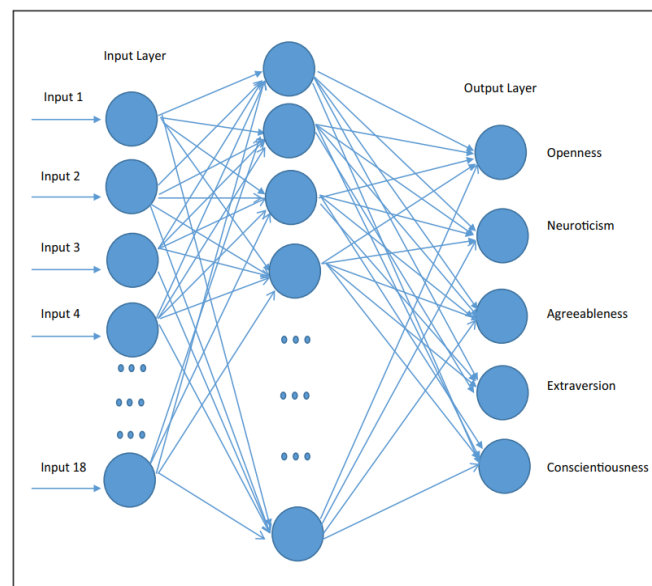 Input Layer
Output Layer
Input 1
Input 2
Input 3
Input 4
Input 18
Openness
Neuroticism
Agreeableness
Extraversion
Conscientiousness